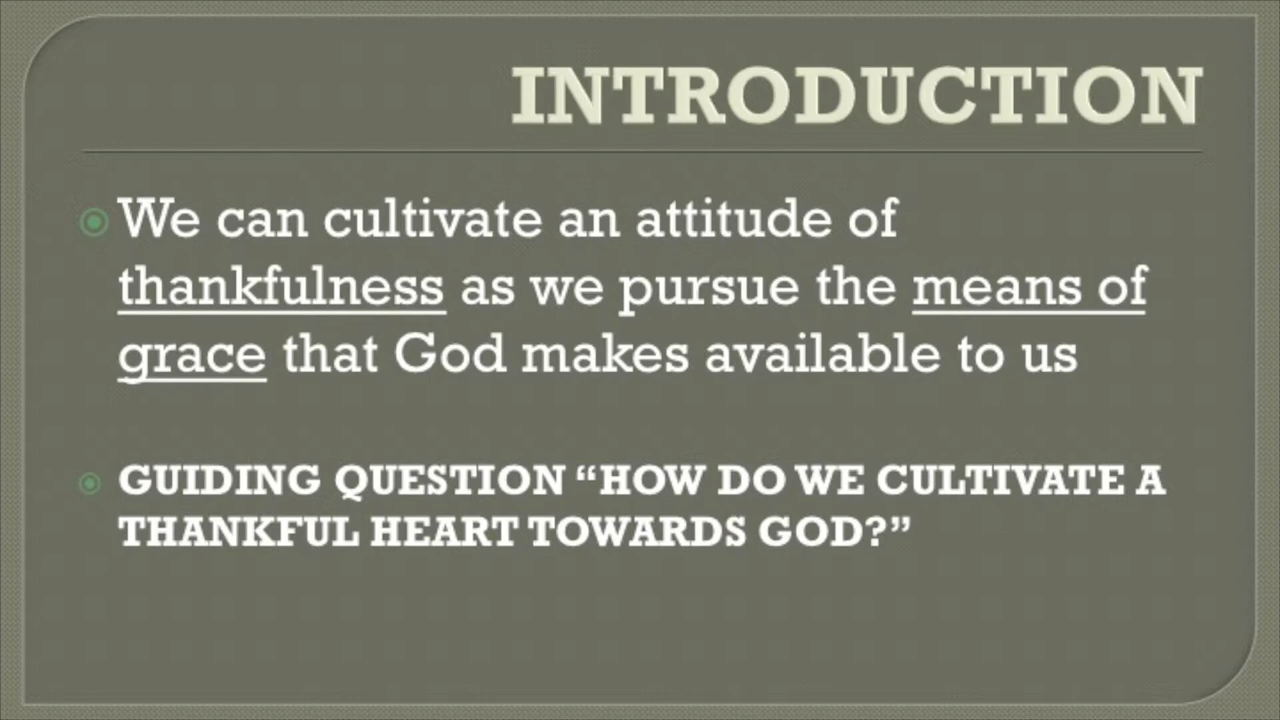 INTRODUCTION
We can cultivate an attitude of
thankfulness as we pursue the means of
grace that God makes available to us
GUIDING QUESTION “HOW DO WE CULTIVATE A
THANKFUL HEART TOWARDS GOD?”